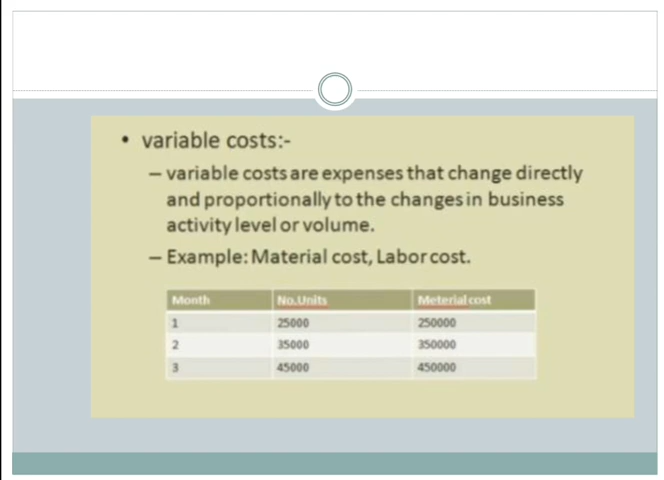 • variable costs:-
– variable costs are expenses that change directly
and proportionally to the changes in business
activity level or volume.
– Example: Material cost, Labor cost.
Month No.Units Meterial cost
1 25000 250000
2 35000 350000
3 45000 450000